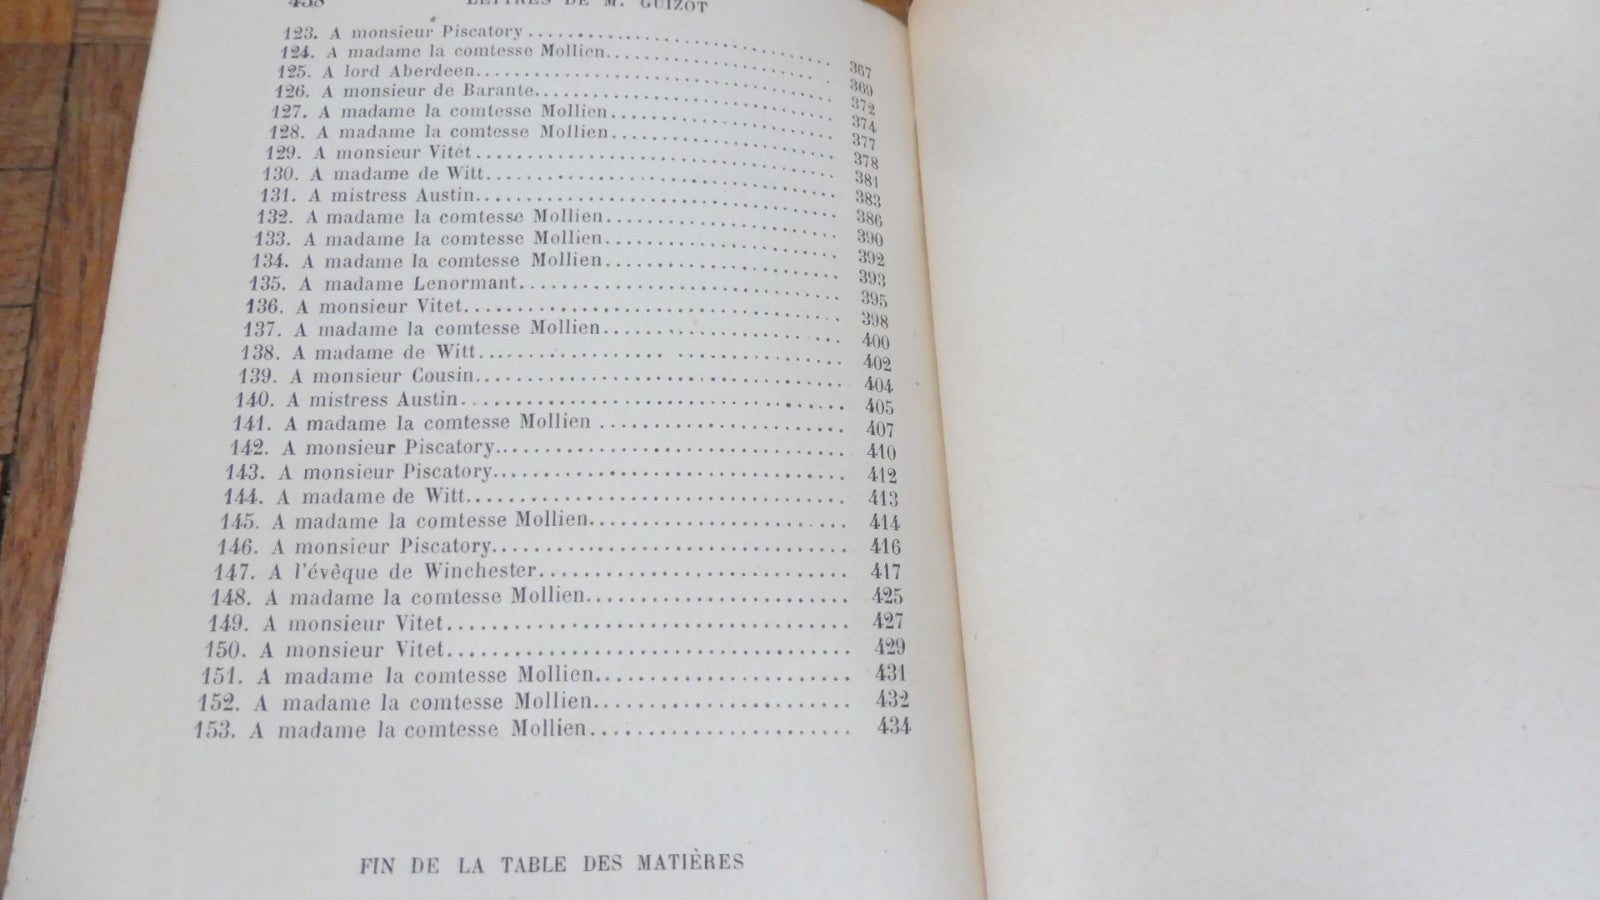 438 LETTRES DE M. GUIZOT
123. A monsieur Piscatory........ 367
124. A madame la comtesse Mollien........ 369
125. A lord Aberdeen........ 372
126. A monsieur de Barante........ 374
127. A madame la comtesse Mollien........ 377
128. A madame la comtesse Mollien........ 378
129. A monsieur Vitet........ 381
130. A madame de Witt........ 383
131. A mistress Austin........ 386
132. A madame la comtesse Mollien........ 390
133. A madame la comtesse Mollien........ 392
134. A madame la comtesse Mollien........ 393
135. A madame Lenormant........ 395
136. A monsieur Vitet........ 398
137. A madame la comtesse Mollien........ 400
138. A madame de Witt........ 402
139. A monsieur Cousin........ 404
140. A mistress Austin........ 405
141. A madame la comtesse Mollien ........ 407
142. A monsieur Piscatory........ 410
143. A monsieur Piscatory........ 412
144. A madame de Witt........ 413
145. A madame la comtesse Mollien........ 414
146. A monsieur Piscatory........ 416
147. A l'évêque de Winchester........ 417
148. A madame la comtesse Mollien........ 425
149. A monsieur Vitet........ 427
150. A monsieur Vitet........ 429
151. A madame la comtesse Mollien........ 431
152. A madame la comtesse Mollien........ 432
153. A madame la comtesse Mollien........ 434
FIN DE LA TABLE DES MATIÈRES